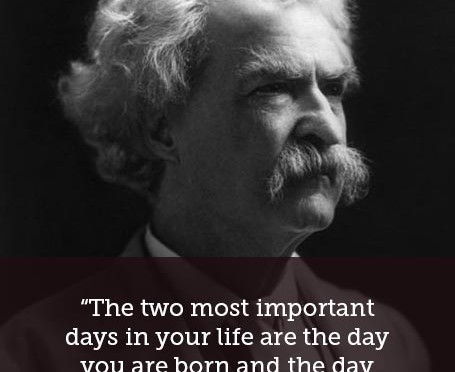 “The two most important
days in your life are the day
you are born and the day